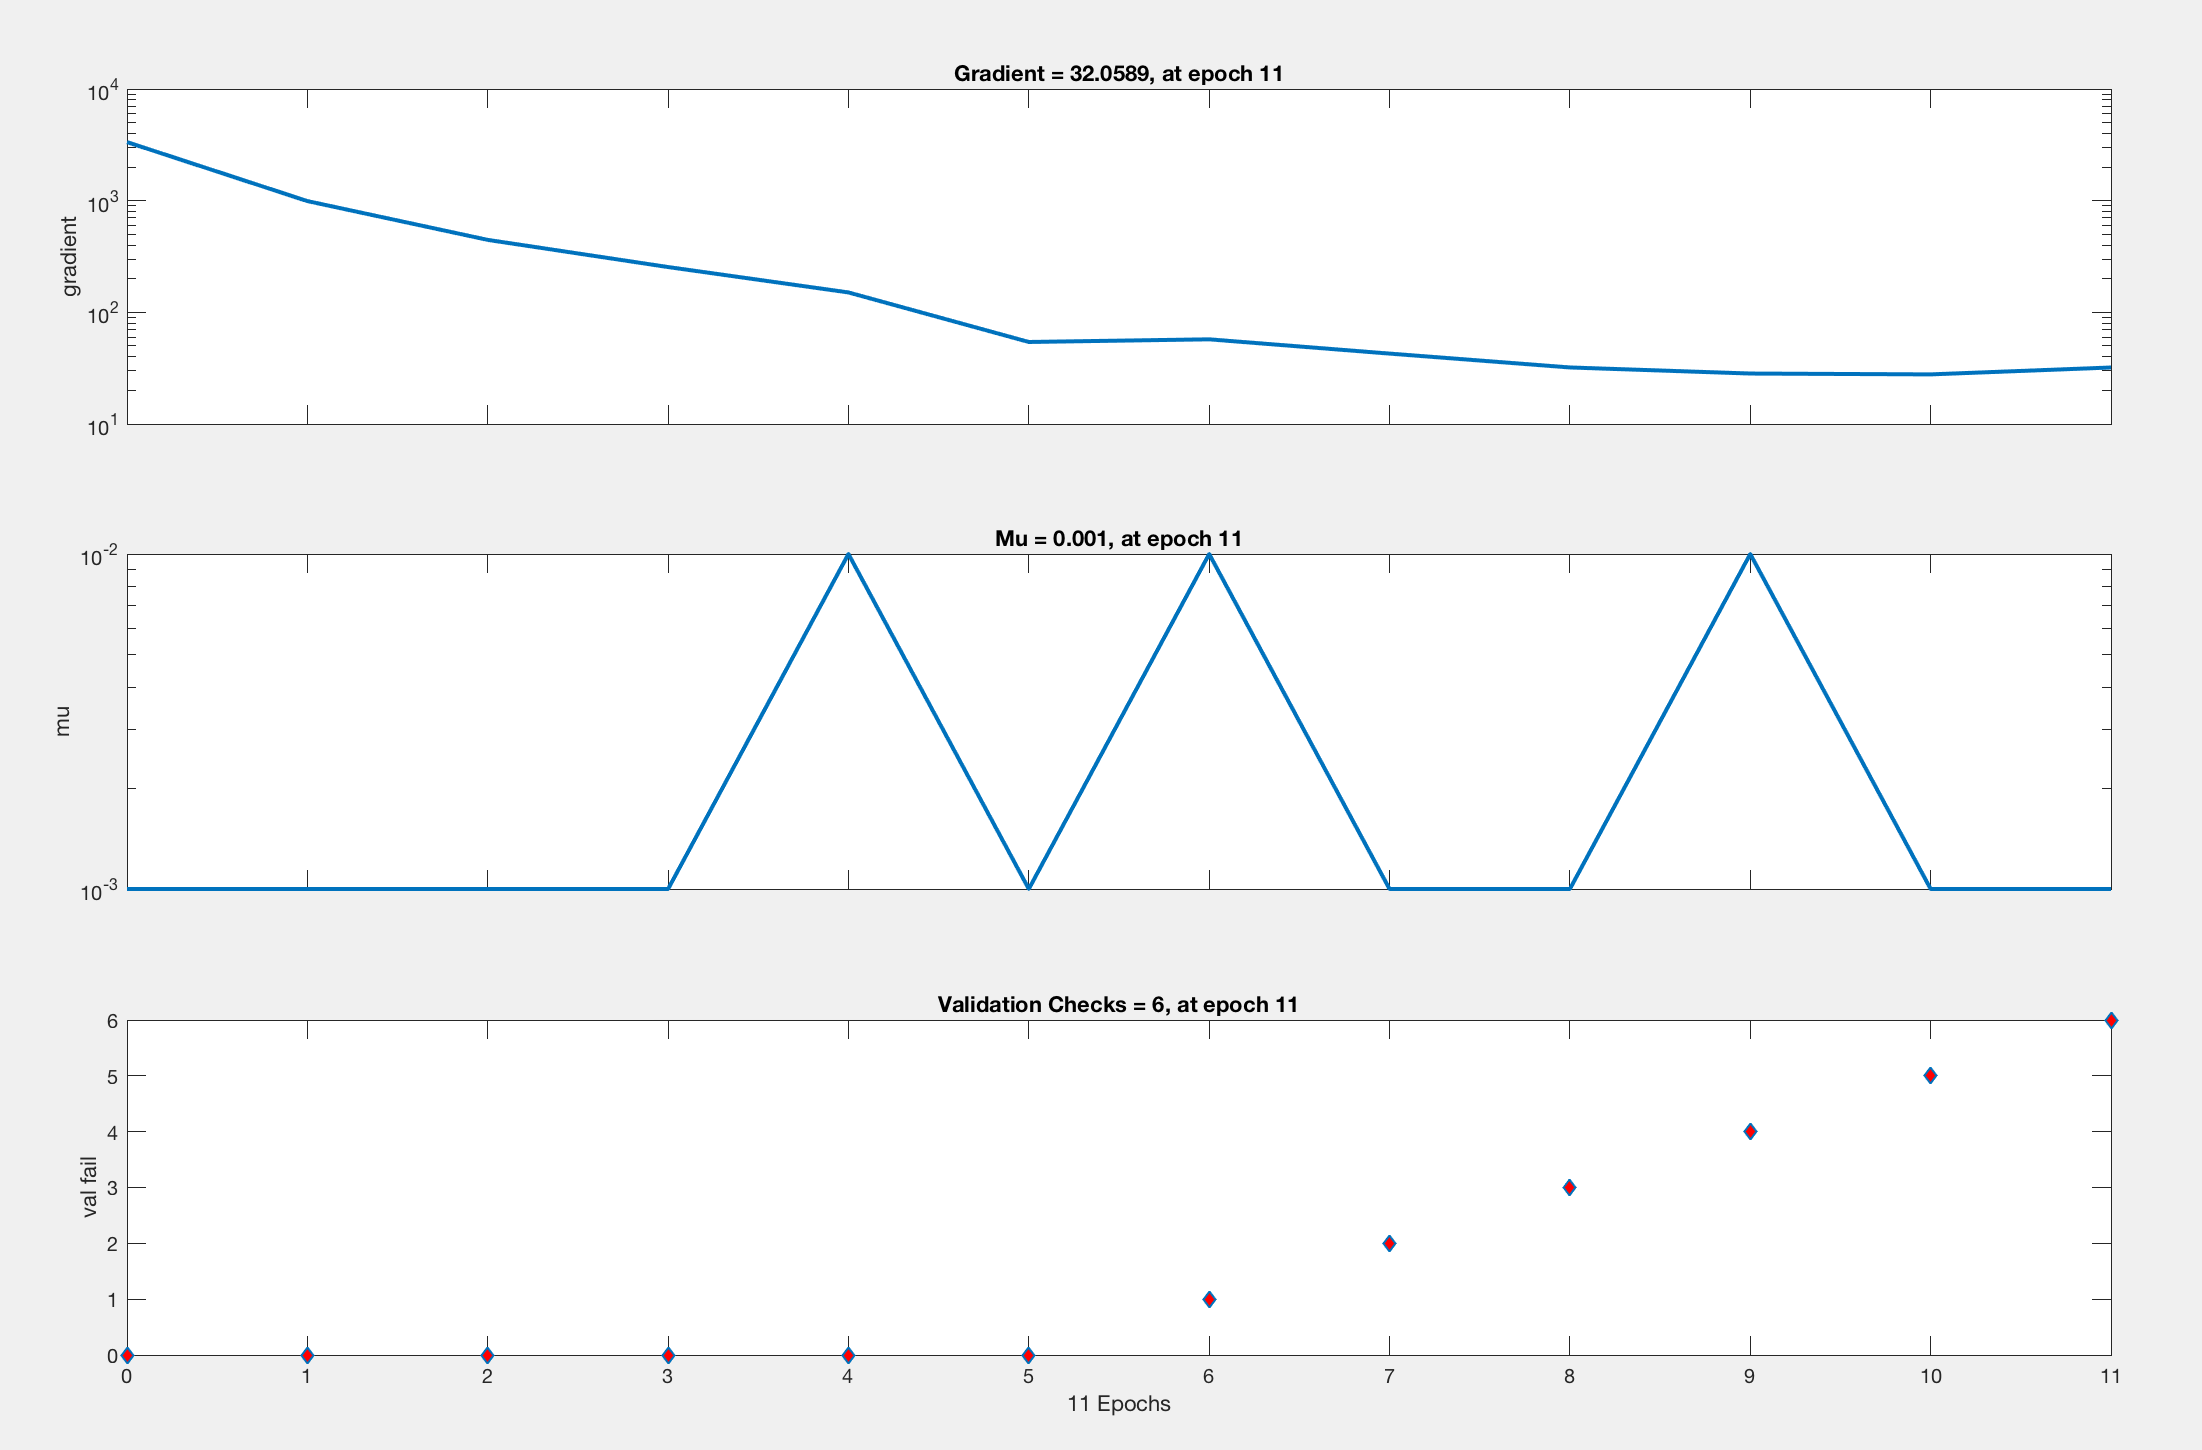 Gradient = 32.0589, at epoch 11
10^4
10^3
10^2
10^1
gradient
Mu = 0.001, at epoch 11
10^-2
10^-3
mu
Validation Checks = 6, at epoch 11
6
5
4
3
2
1
0
val fail
0 1 2 3 4 5 6 7 8 9 10 11
11 Epochs